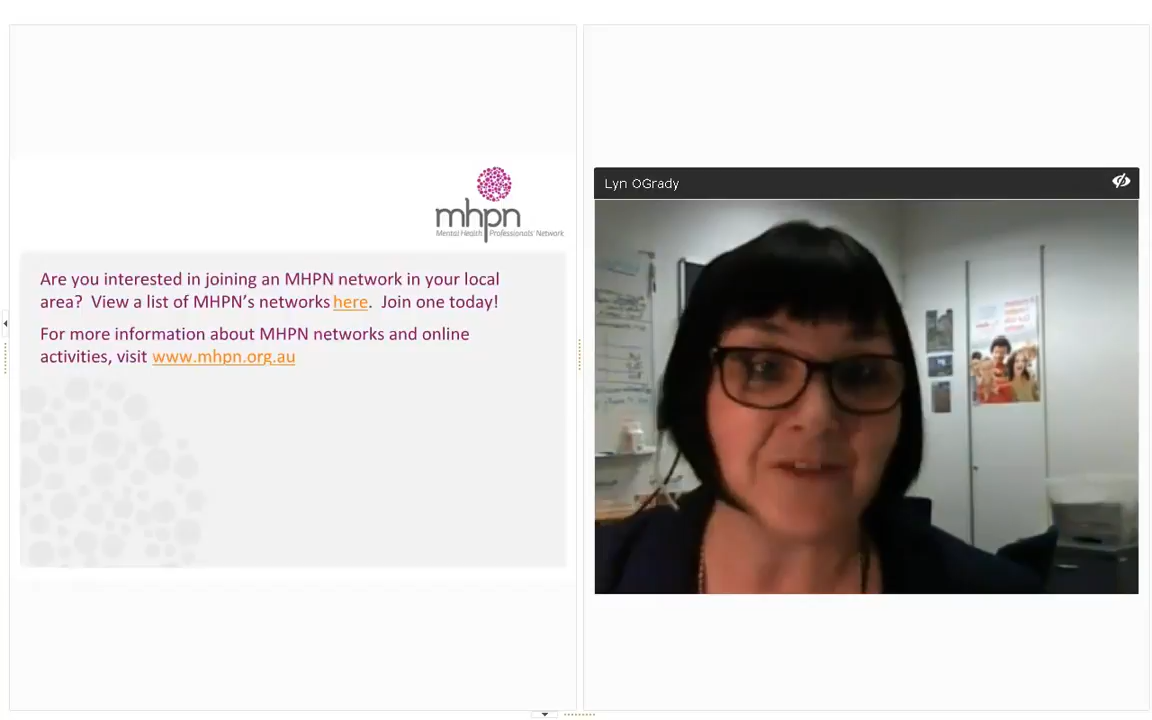 mhpn
Mental Health Professionals' Network
Are you interested in joining an MHPN network in your local
area? View a list of MHPN's networks here. Join one today!
For more information about MHPN networks and online
activities, visit www.mhpn.org.au
Lyn OGrady